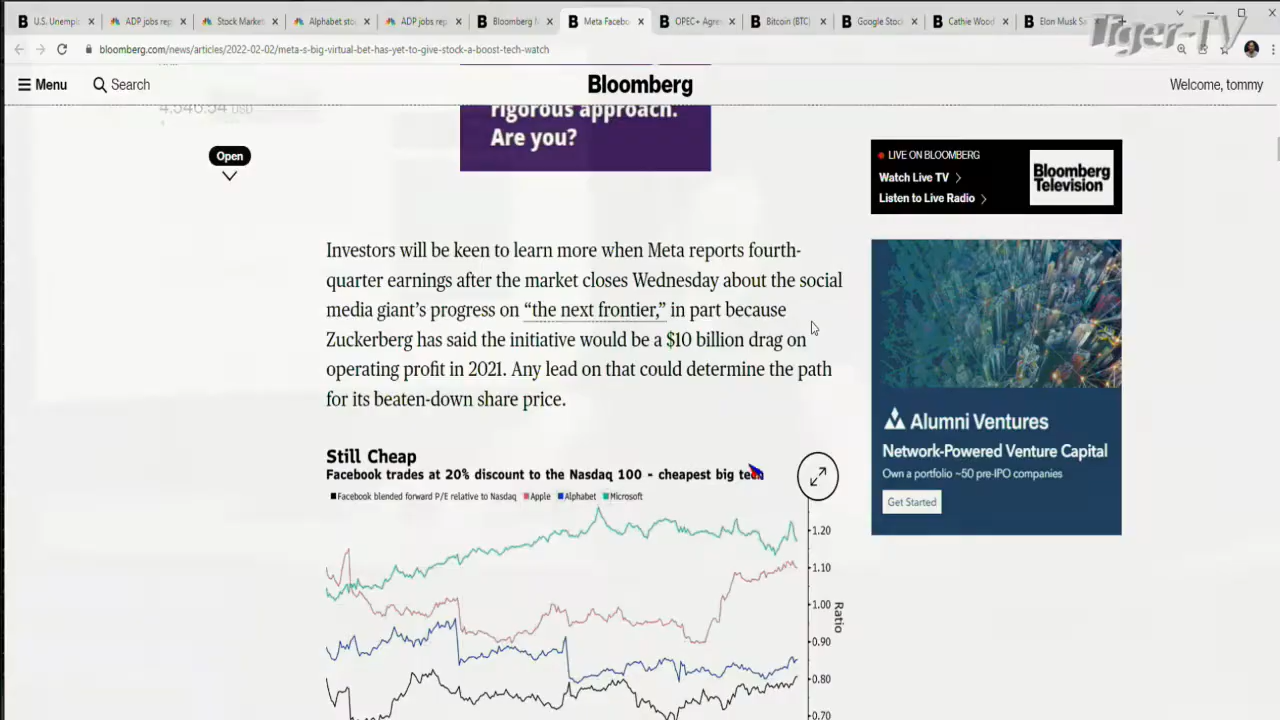 U.S. Unempl
ADP jobs rep
Stock Market
Alphabet sto
ADP jobs rep
Bloomberg M
Meta Facebo
OPEC+ Agre
Bitcoin (BTC)
Google Stoc
Cathie Wood
Elon Musk Sa
Tiger-TV
bloomberg.com/news/articles/2022-02-02/meta-s-big-virtual-bet-has-yet-to-give-stock-a-boost-tech-watch
Menu
Search
Bloomberg
Welcome, tommy
4,546.54 USD
rigorous approach.
Are you?
Open
LIVE ON BLOOMBERG
Watch Live TV >
Listen to Live Radio >
Bloomberg
Television
Investors will be keen to learn more when Meta reports fourth-
quarter earnings after the market closes Wednesday about the social
media giant's progress on “the next frontier,” in part because
Zuckerberg has said the initiative would be a $10 billion drag on
operating profit in 2021. Any lead on that could determine the path
for its beaten-down share price.
Alumni Ventures
Network-Powered Venture Capital
Own a portfolio ~50 pre-IPO companies
Get Started
Still Cheap
Facebook trades at 20% discount to the Nasdaq 100 - cheapest big tech
Facebook blended forward P/E relative to Nasdaq
Apple
Alphabet
Microsoft
1.20
1.10
1.00
0.90
0.80
0.70
Ratio